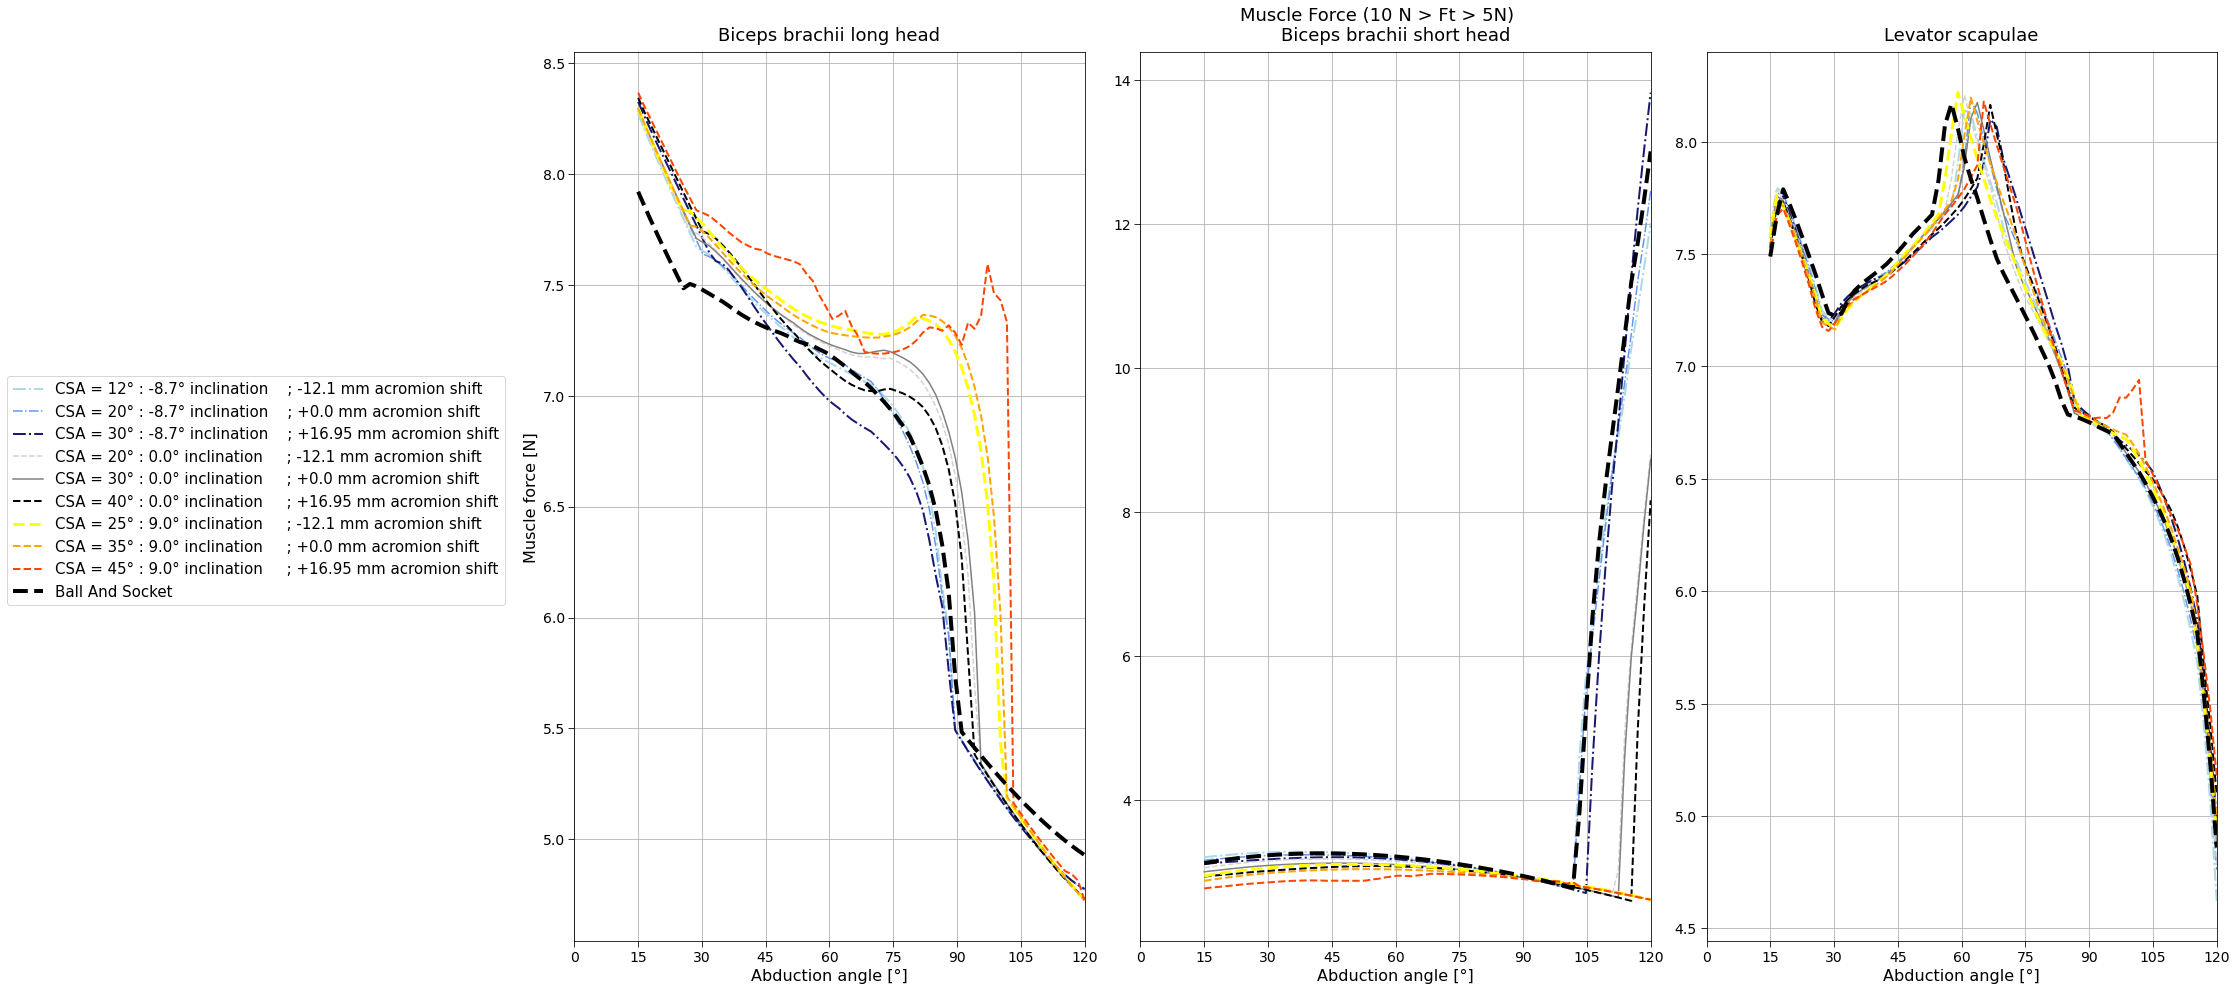 Muscle Force (10 N > Ft > 5N)
Biceps brachii long head
Biceps brachii short head
Levator scapulae
CSA = 12° : -8.7° inclination ; -12.1 mm acromion shift
CSA = 20° : -8.7° inclination ; +0.0 mm acromion shift
CSA = 30° : -8.7° inclination ; +16.95 mm acromion shift
CSA = 20° : 0.0° inclination ; -12.1 mm acromion shift
CSA = 30° : 0.0° inclination ; +0.0 mm acromion shift
CSA = 40° : 0.0° inclination ; +16.95 mm acromion shift
CSA = 25° : 9.0° inclination ; -12.1 mm acromion shift
CSA = 35° : 9.0° inclination ; +0.0 mm acromion shift
CSA = 45° : 9.0° inclination ; +16.95 mm acromion shift
Ball And Socket
Muscle force [N]
8.5
8.0
7.5
7.0
6.5
6.0
5.5
5.0
0 15 30 45 60 75 90 105 120
Abduction angle [°]
14
12
10
8
6
4
0 15 30 45 60 75 90 105 120
Abduction angle [°]
8.0
7.5
7.0
6.5
6.0
5.5
5.0
4.5
0 15 30 45 60 75 90 105 120
Abduction angle [°]